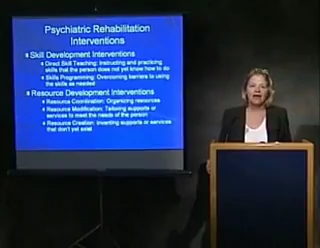 Psychiatric Rehabilitation
Interventions
Skill Development Interventions
Direct Skill Teaching: Instructing and practicing
skills that the person does not yet know how to do
Skills Programming: Overcoming barriers to using
the skills as needed
Resource Development Interventions
Resource Coordination: Organizing resources
Resource Modification: Tailoring supports or
services to meet the needs of the person
Resource Creation: Inventing supports or services
that don't yet exist